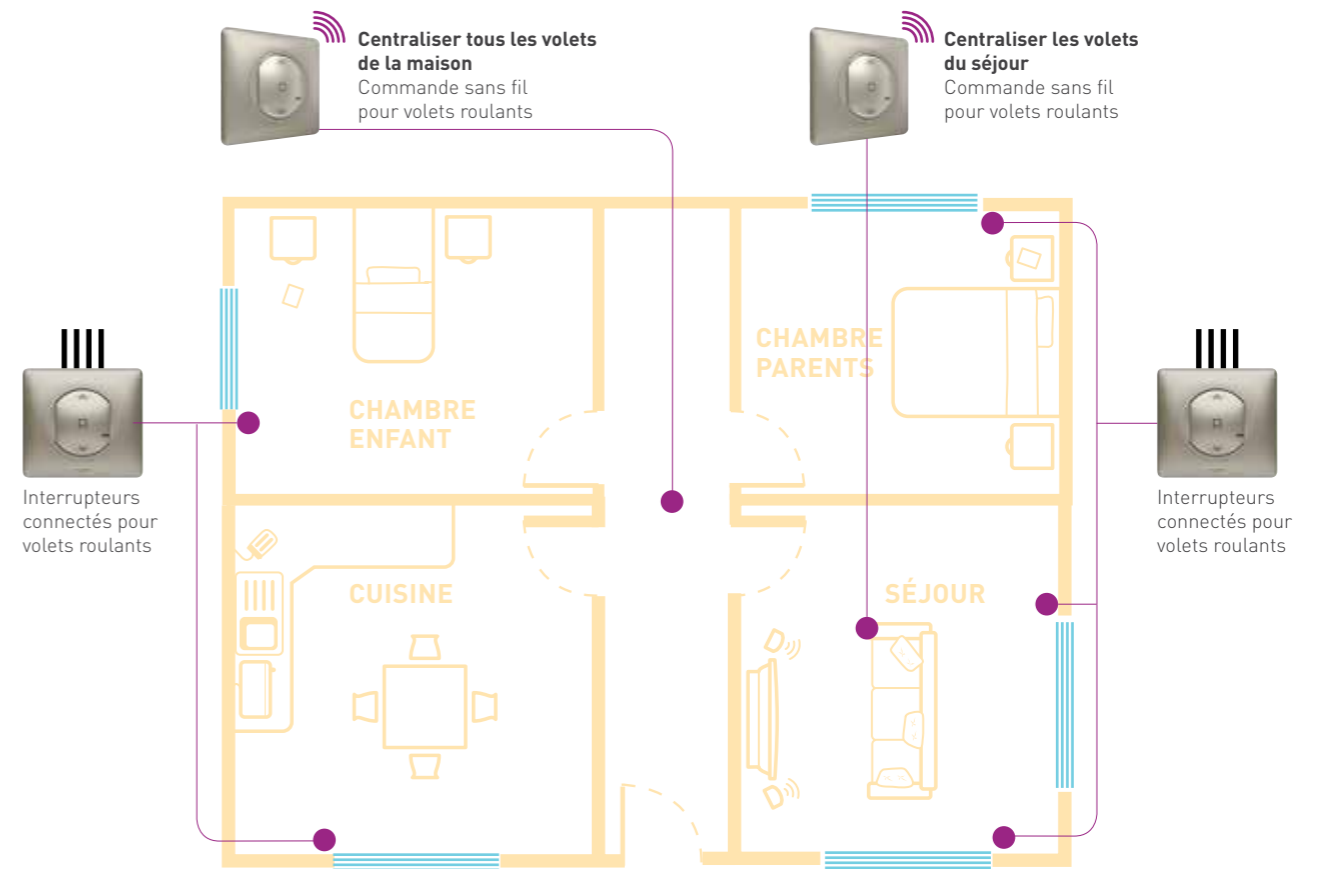 Centraliser tous les volets
de la maison
Commande sans fil
pour volets roulants
Centraliser les volets
du séjour
Commande sans fil
pour volets roulants
CHAMBRE
PARENTS
CHAMBRE
ENFANT
Interrupteurs
connectés pour
volets roulants
Interrupteurs
connectés pour
volets roulants
CUISINE
SÉJOUR